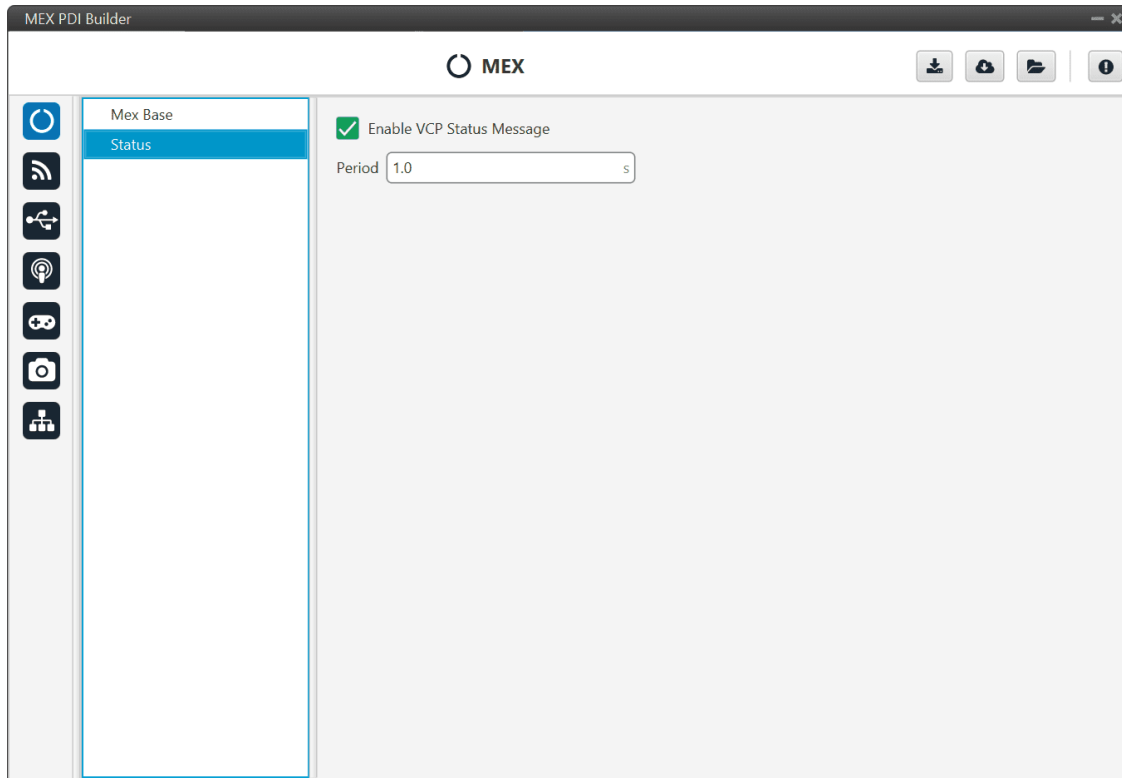 MEX PDI Builder
MEX
Mex Base
Status
Enable VCP Status Message
Period 1.0 s